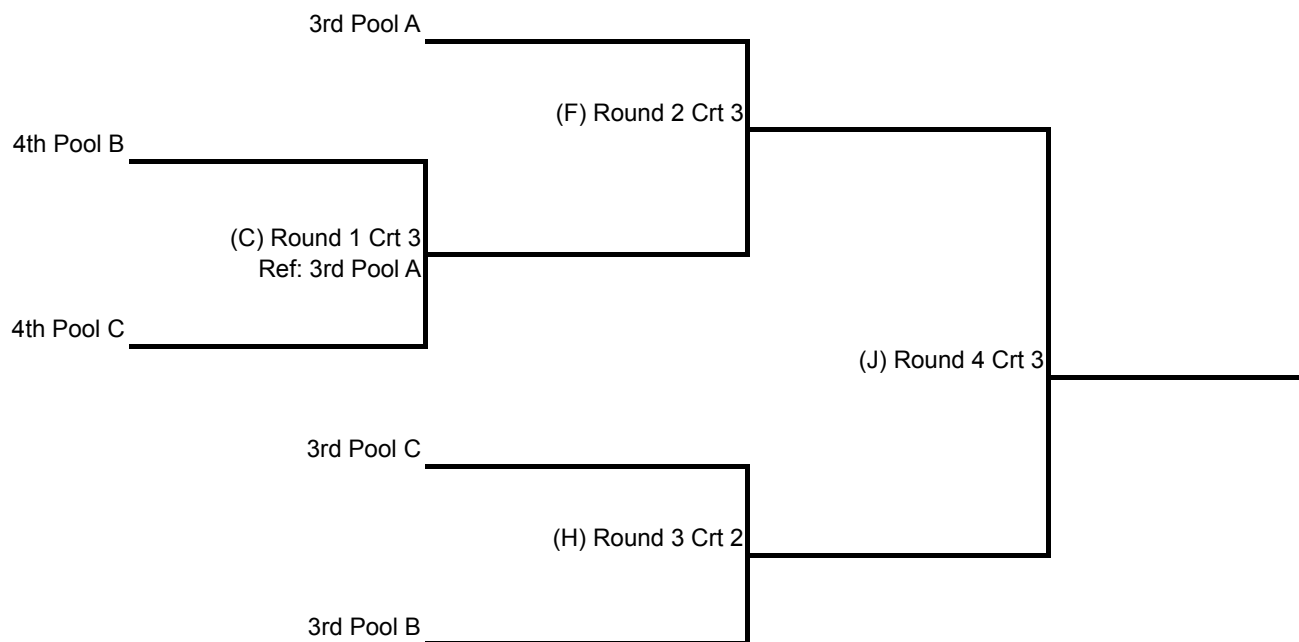 3rd Pool A
(F) Round 2 Crt 3
4th Pool B
(C) Round 1 Crt 3
Ref: 3rd Pool A
4th Pool C
(J) Round 4 Crt 3
3rd Pool C
(H) Round 3 Crt 2
3rd Pool B